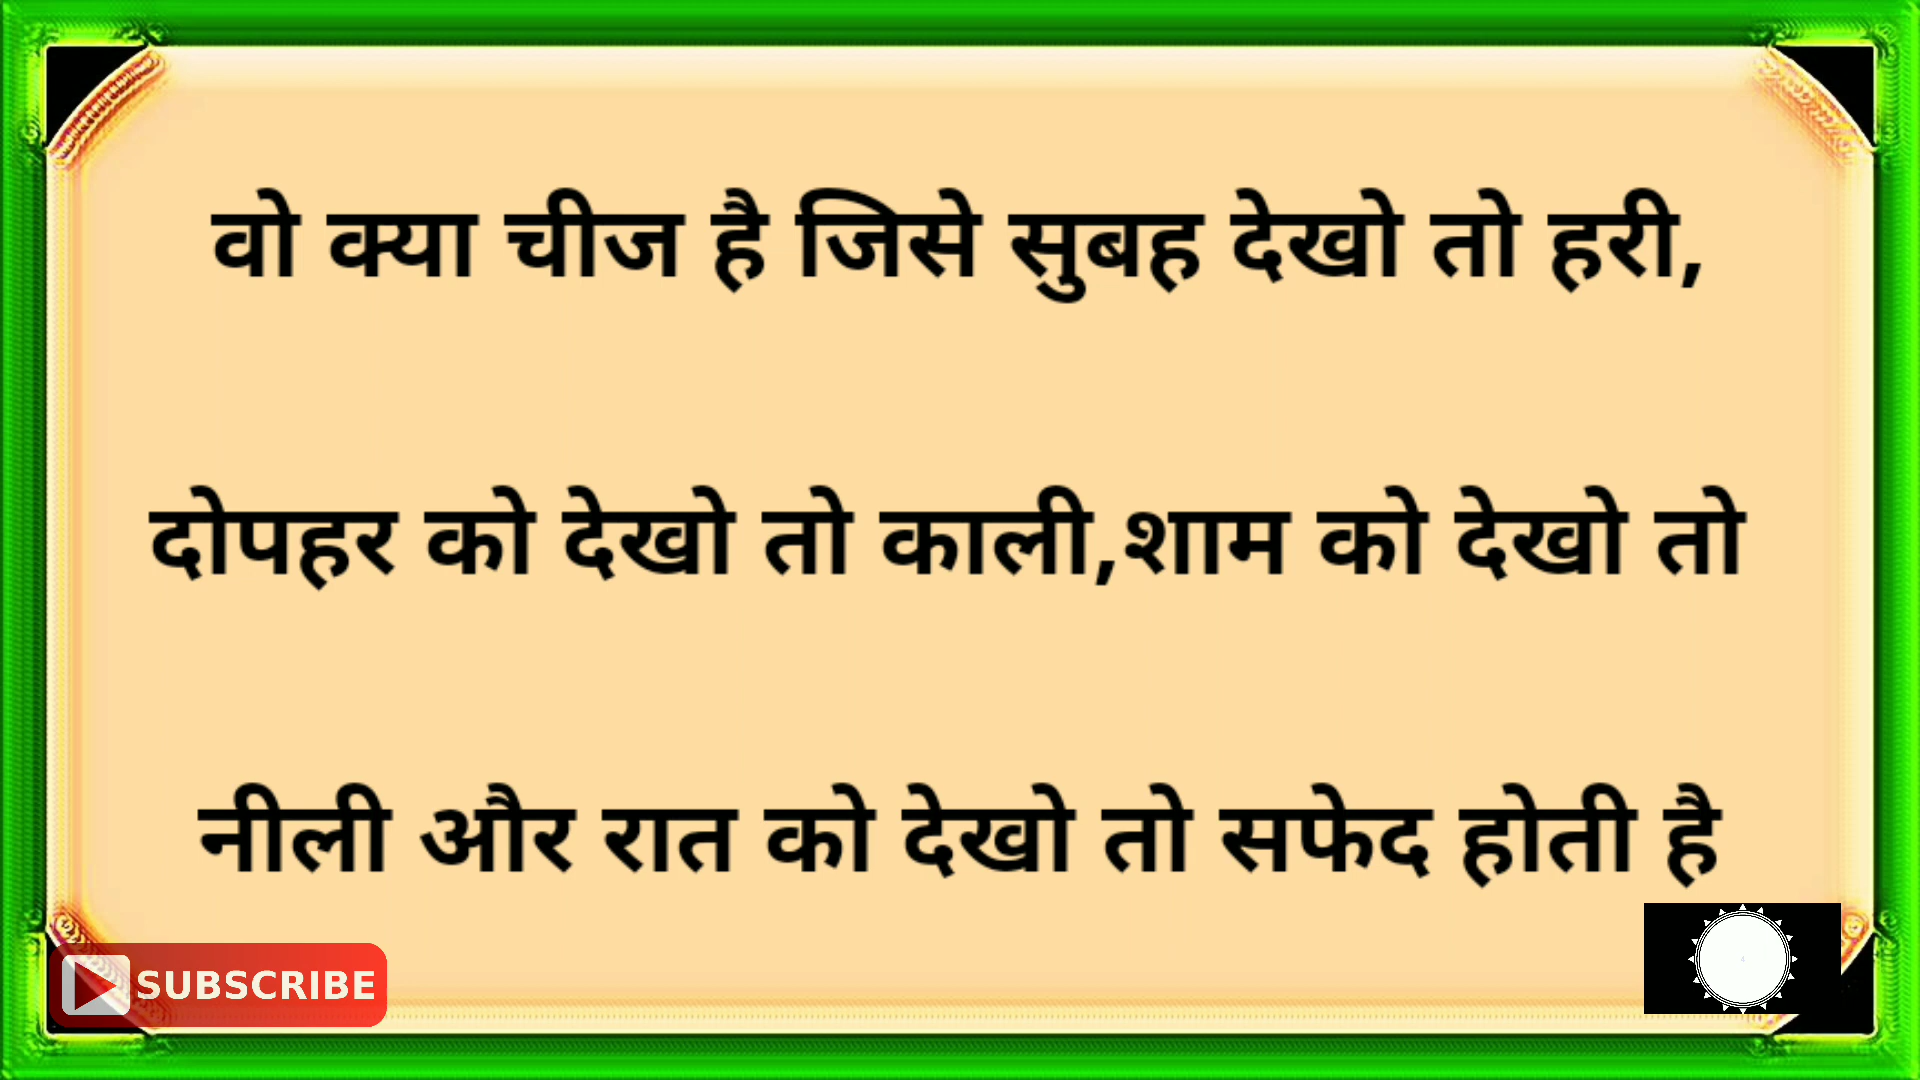 वो क्या चीज है जिसे सुबह देखो तो हरी,
दोपहर को देखो तो काली,शाम को देखो तो
नीली और रात को देखो तो सफेद होती है
SUBSCRIBE